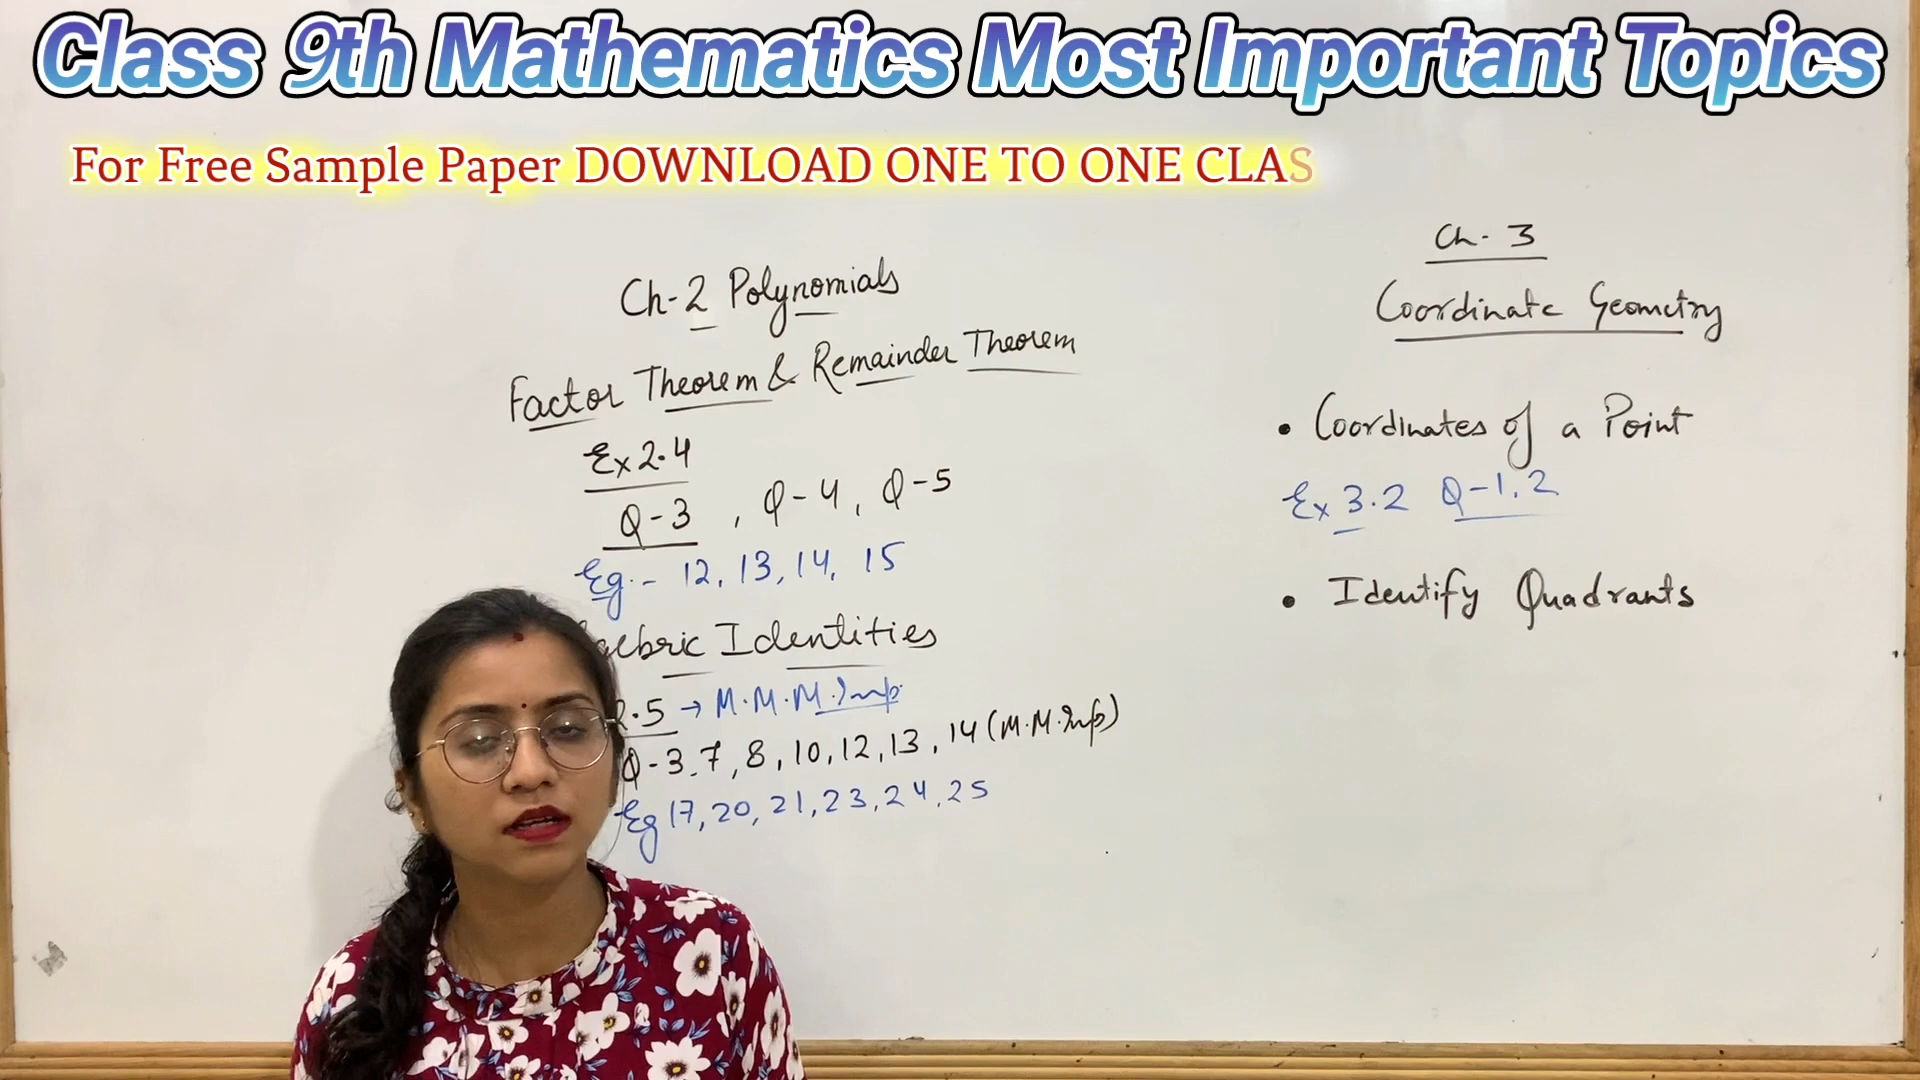 Class 9th Mathematics Most Important Topics
For Free Sample Paper DOWNLOAD ONE TO ONE CLAS
Ch-2 Polynomials
Factor Theorem & Remainder Theorem
Ex 2.4
Q-3, Q-4, Q-5
Eg:- 12, 13, 14, 15
Identities
.5 → M.M.M.Imp.
Q-3,7,8,10,12,13,14 (M.M.Imp)
Eg 17, 20, 21, 23, 24, 25
Ch-3
Coordinate Geometry
• Coordinates of a Point
Ex 3.2 Q-1,2
• Identify Quadrants